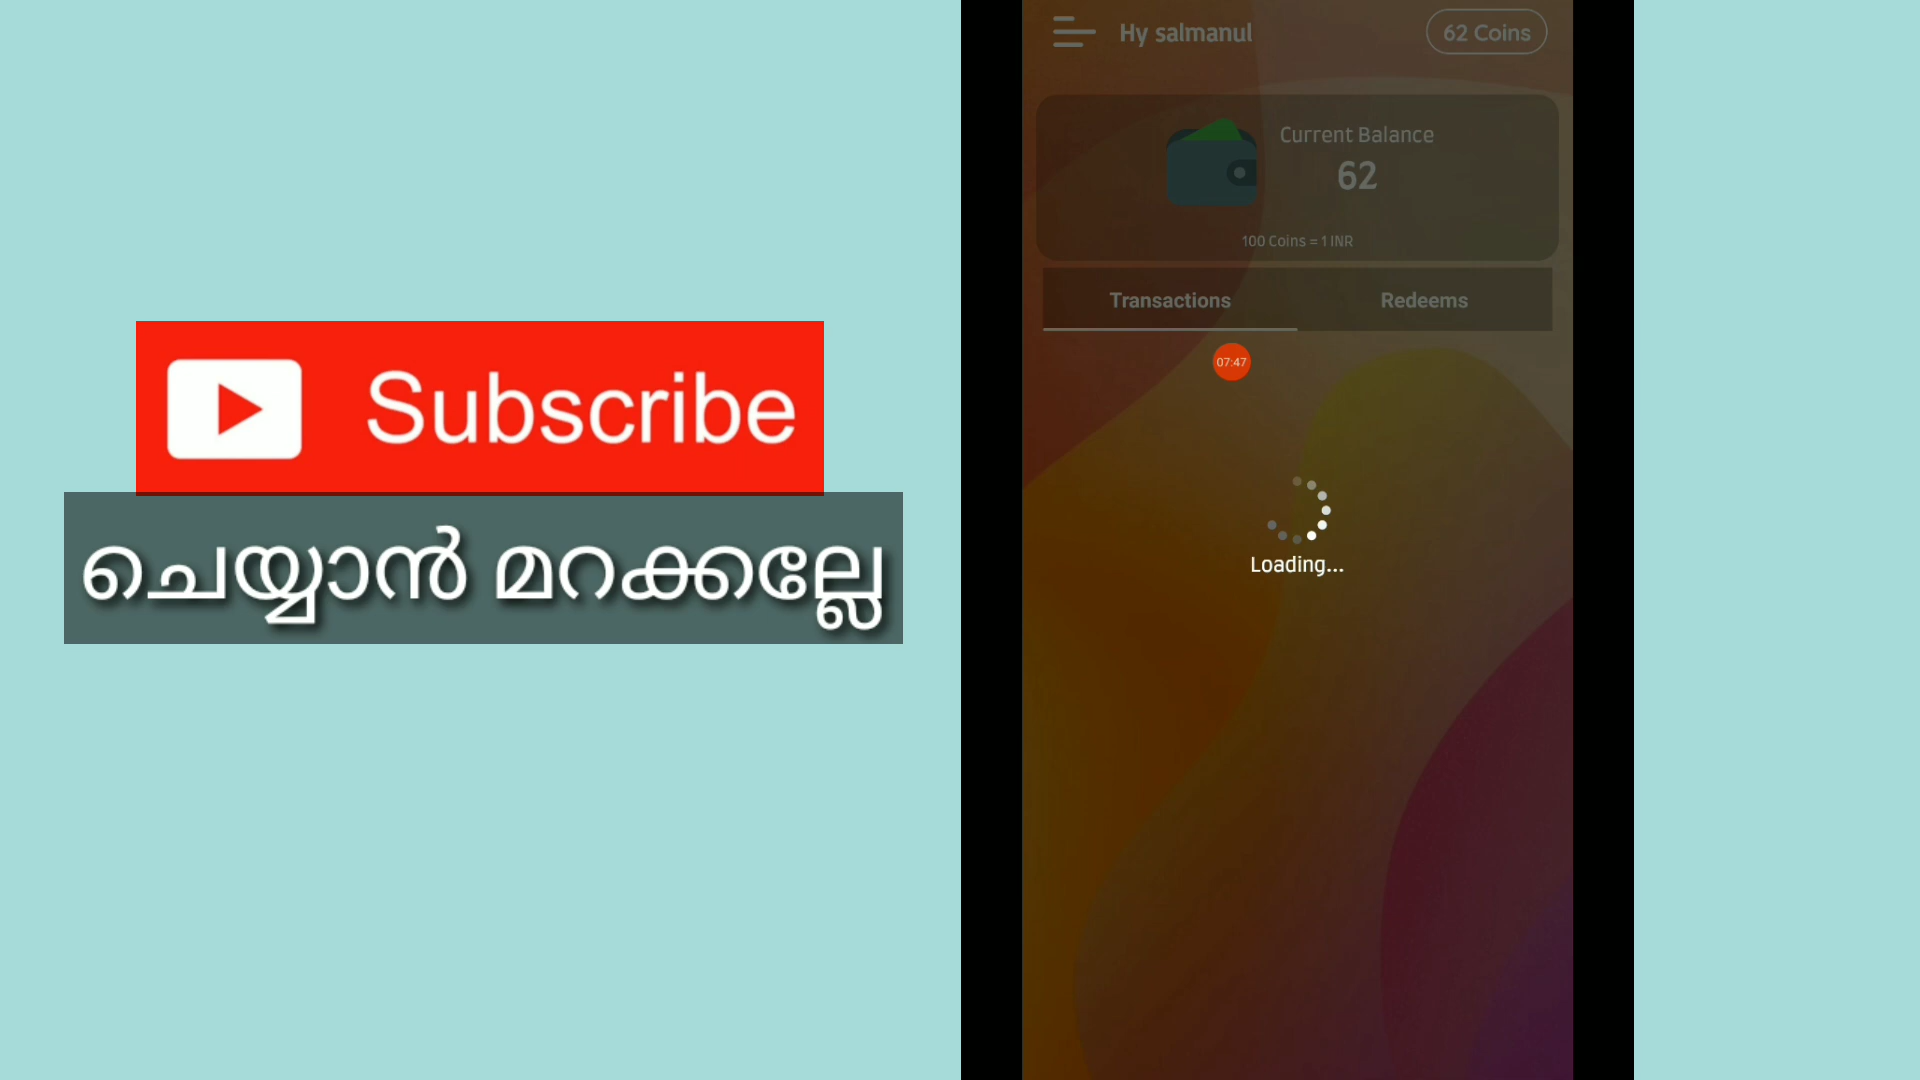 Subscribe
ചെയ്യാൻ മറക്കല്ലേ
Hy salmanul
62 Coins
Current Balance
62
100 Coins = 1 INR
Transactions
Redeems
07:47
Loading...